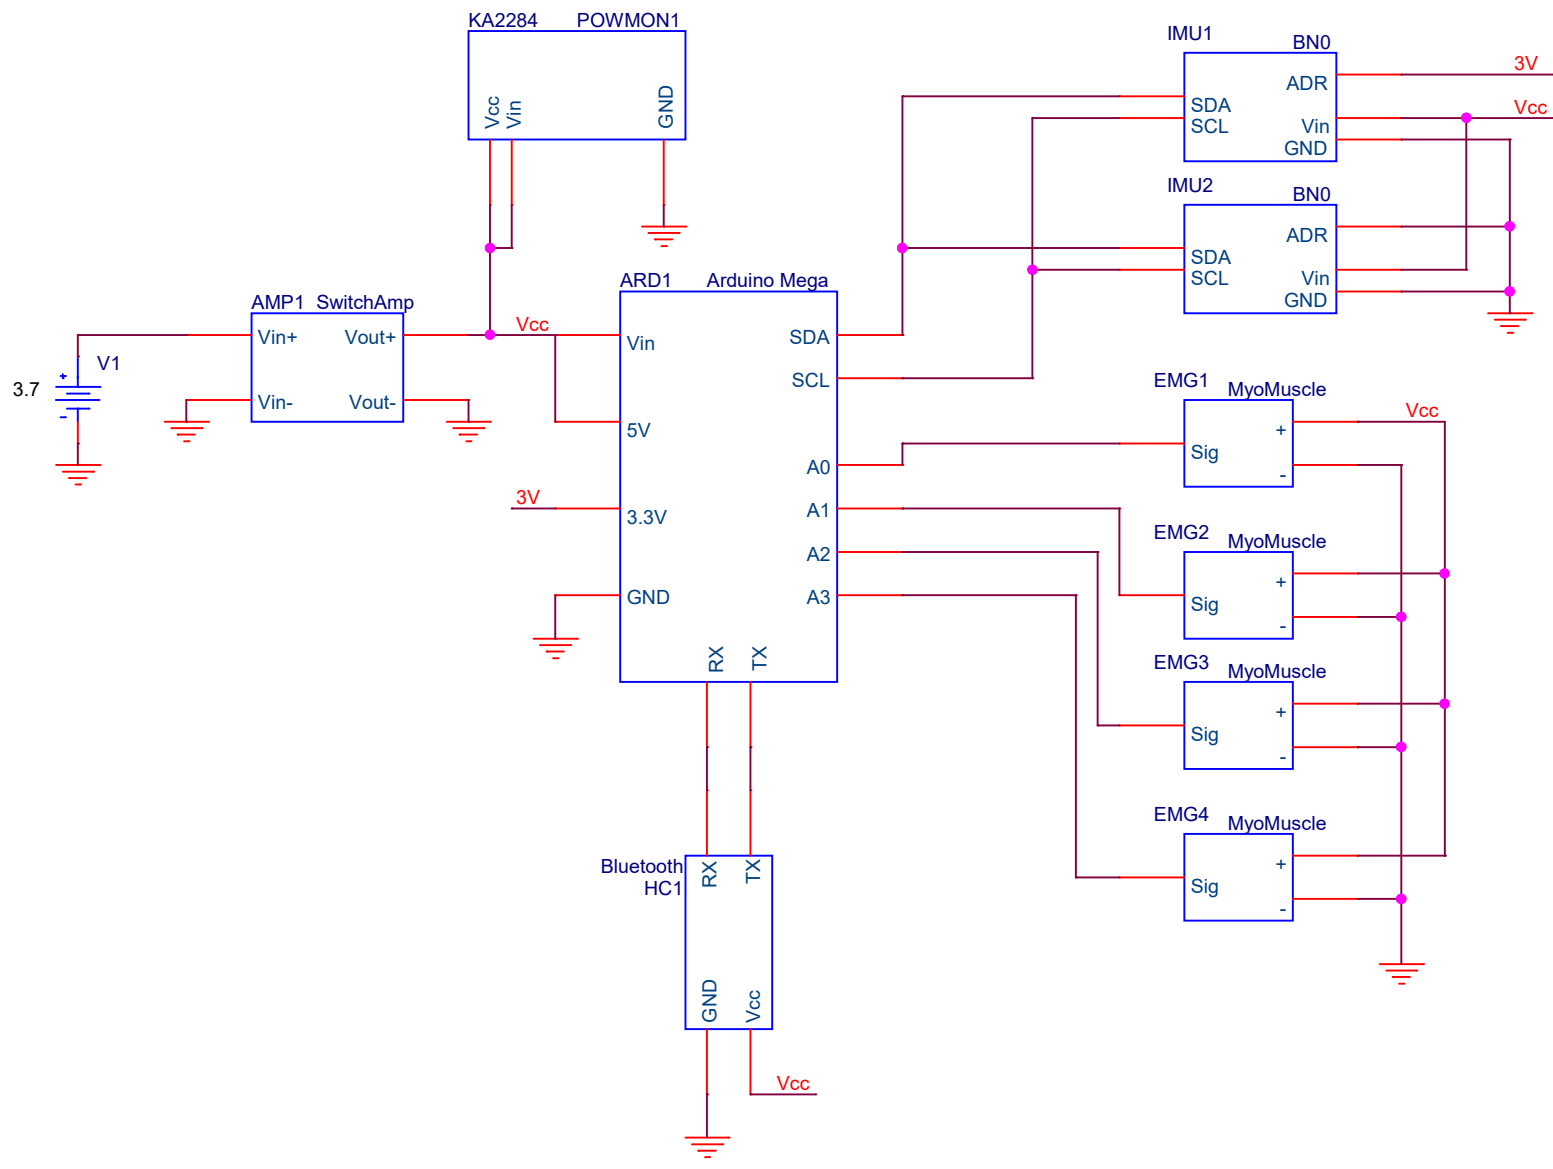 KA2284 POWMON1
Vcc
Vin
GND
IMU1
BN0
ADR
3V
SDA
SCL
Vin
GND
Vcc
IMU2
BN0
ADR
SDA
SCL
Vin
GND
AMP1 SwitchAmp
Vin+ Vout+
Vin- Vout-
V1
3.7
+
-
Vcc
ARD1 Arduino Mega
Vin
5V
3V
3.3V
GND
SDA
SCL
A0
A1
A2
A3
RX
TX
EMG1
MyoMuscle
Vcc
+
Sig
-
EMG2
MyoMuscle
+
Sig
-
EMG3
MyoMuscle
+
Sig
-
EMG4
MyoMuscle
+
Sig
-
Bluetooth
HC1
RX
TX
GND
Vcc
Vcc